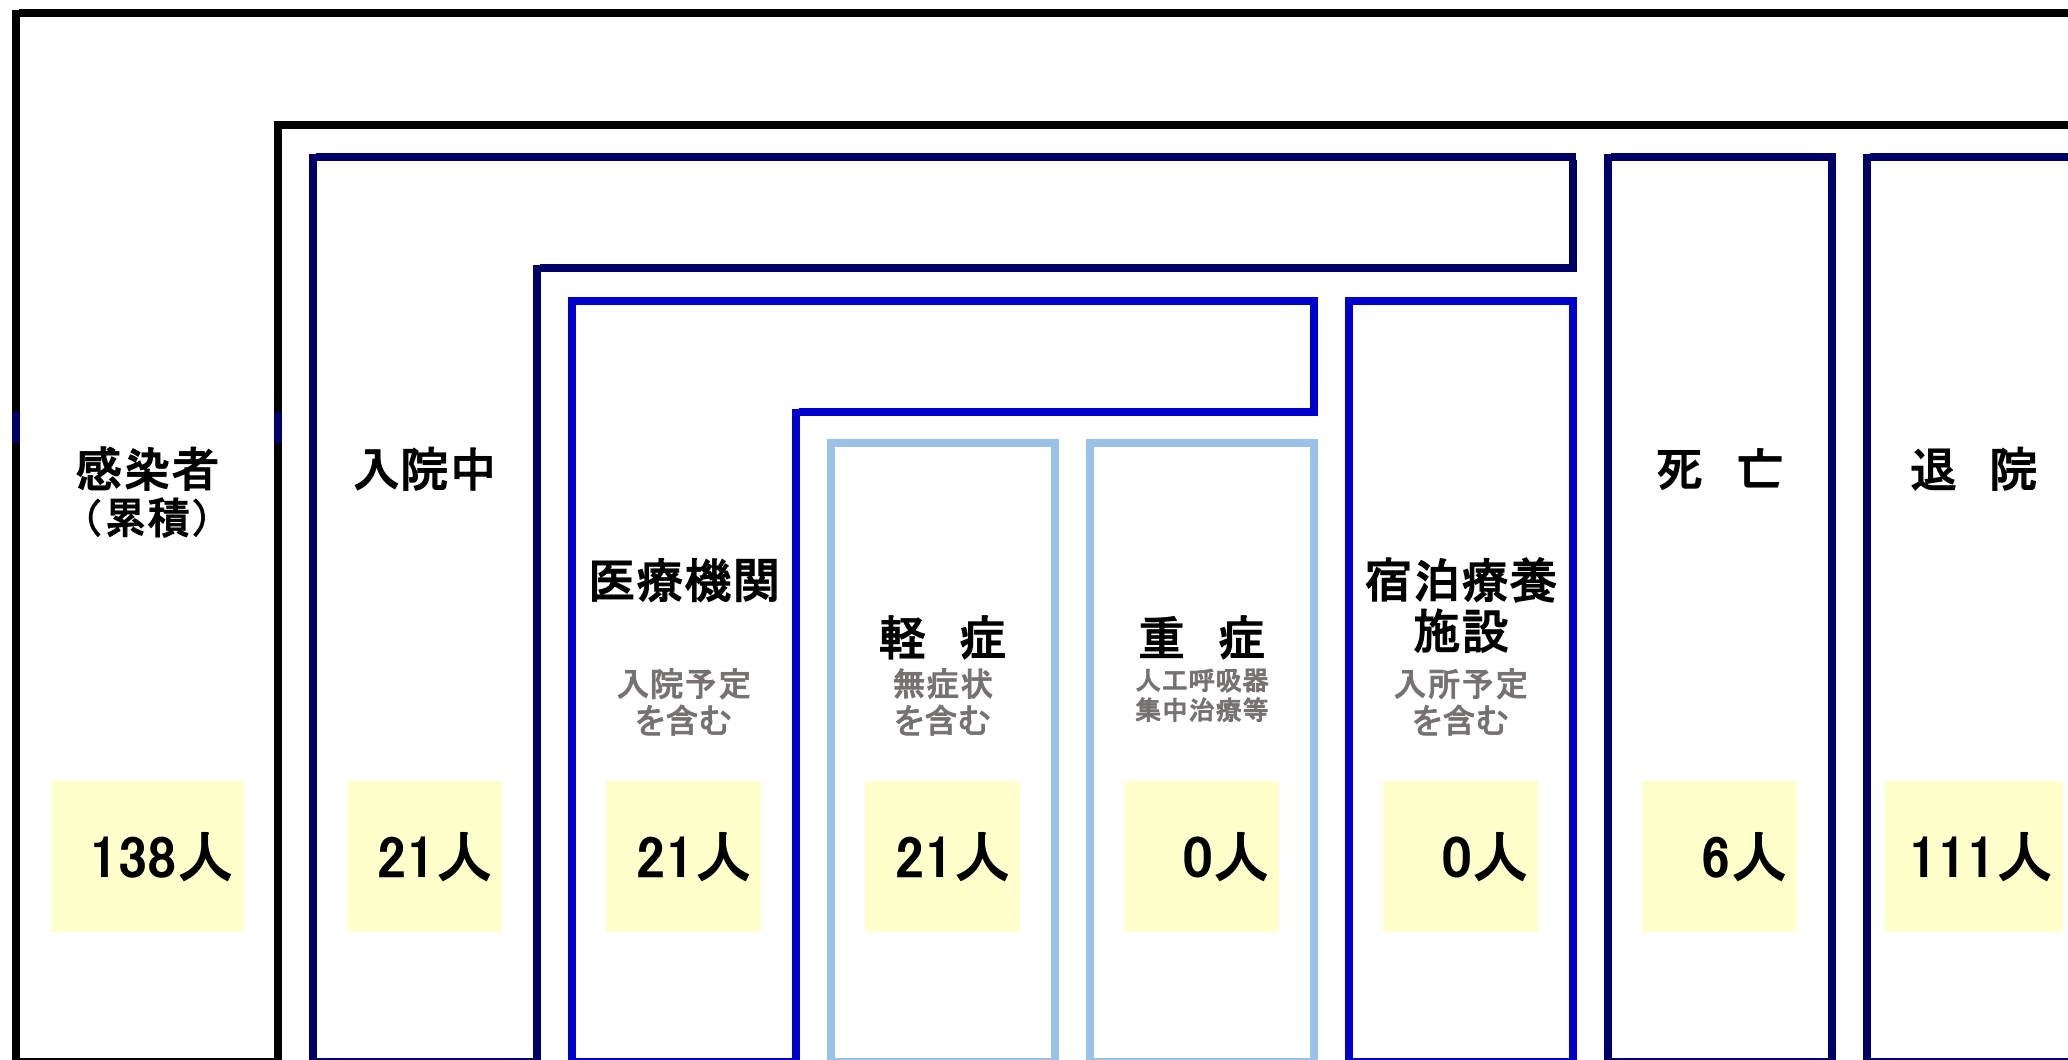 感染者
（累積）
138人
入院中
21人
医療機関
入院予定
を含む
21人
軽 症
無症状
を含む
21人
重 症
人工呼吸器
集中治療等
0人
宿泊療養
施設
入所予定
を含む
0人
死 亡
6人
退 院
111人